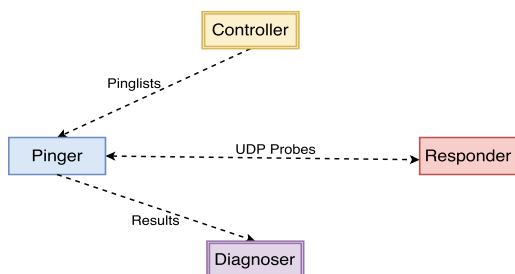 Controller
Pinglists
Pinger
UDP Probes
Responder
Results
Diagnoser